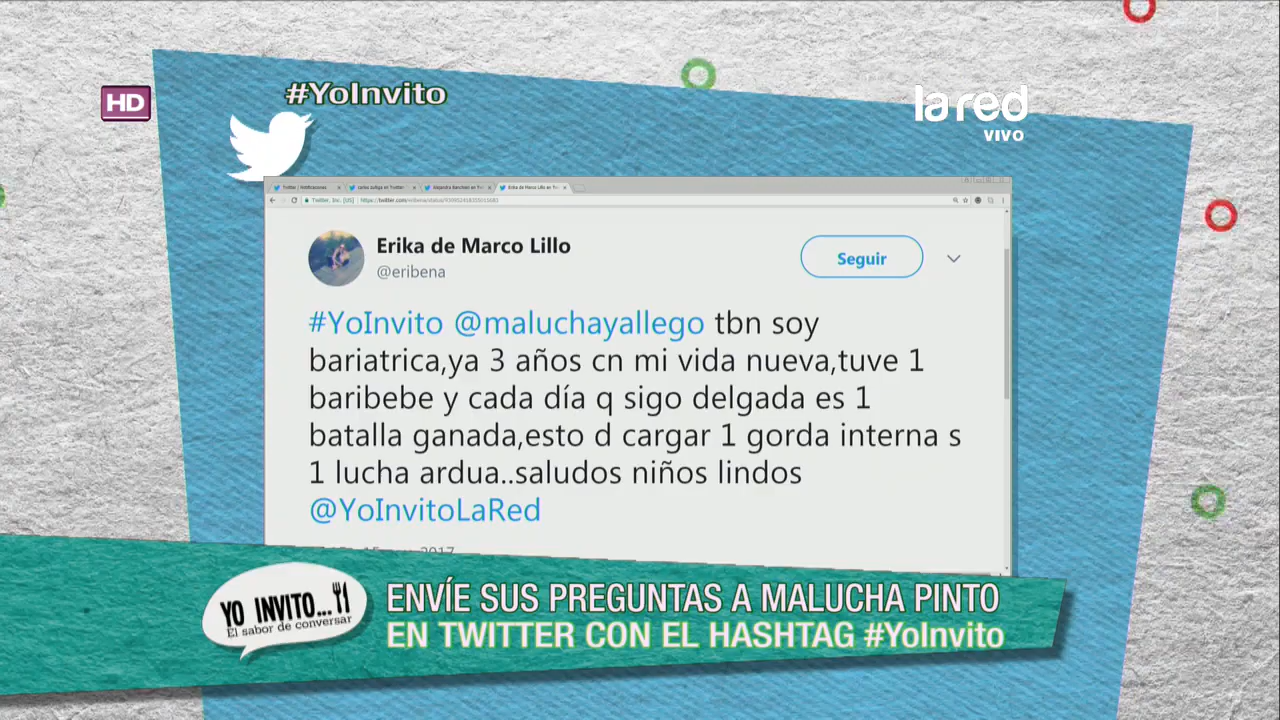 #YoInvito
HD
la red
VIVO
Erika de Marco Lillo
@eribena
Seguir
#YoInvito @maluchayallego tbn soy
bariatrica,ya 3 años cn mi vida nueva,tuve 1
baribebe y cada día q sigo delgada es 1
batalla ganada,esto d cargar 1 gorda interna s
1 lucha ardua..saludos niños lindos
@YoInvitoLaRed
2017
YO INVITO...
El sabor de conversar
ENVÍE SUS PREGUNTAS A MALUCHA PINTO
EN TWITTER CON EL HASHTAG #YoInvito